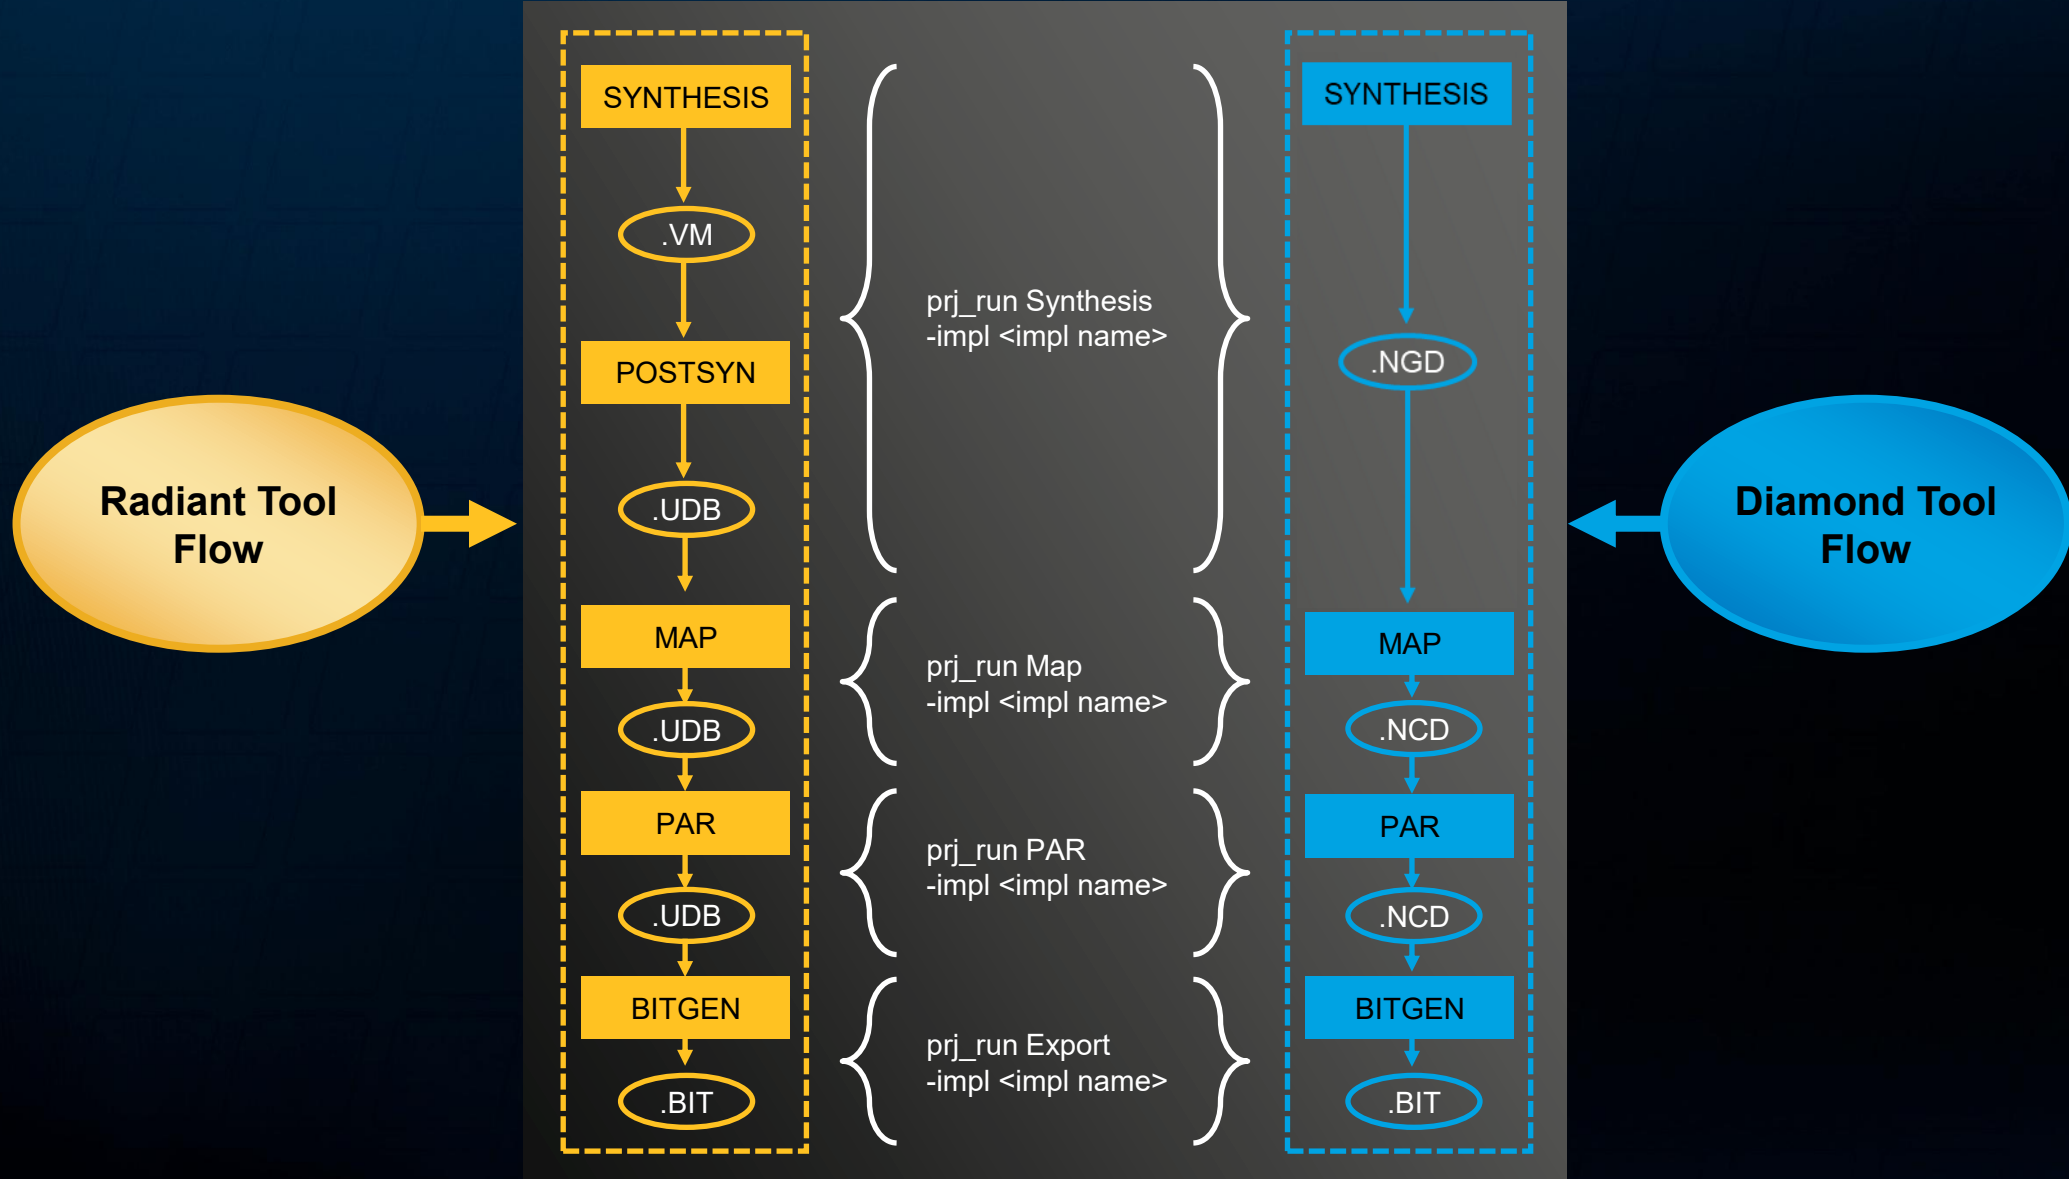 Radiant Tool
Flow
SYNTHESIS
.VM
POSTSYN
.UDB
MAP
.UDB
PAR
.UDB
BITGEN
.BIT
prj_run Synthesis
-impl <impl name>
prj_run Map
-impl <impl name>
prj_run PAR
-impl <impl name>
prj_run Export
-impl <impl name>
SYNTHESIS
.NGD
MAP
.NCD
PAR
.NCD
BITGEN
.BIT
Diamond Tool
Flow